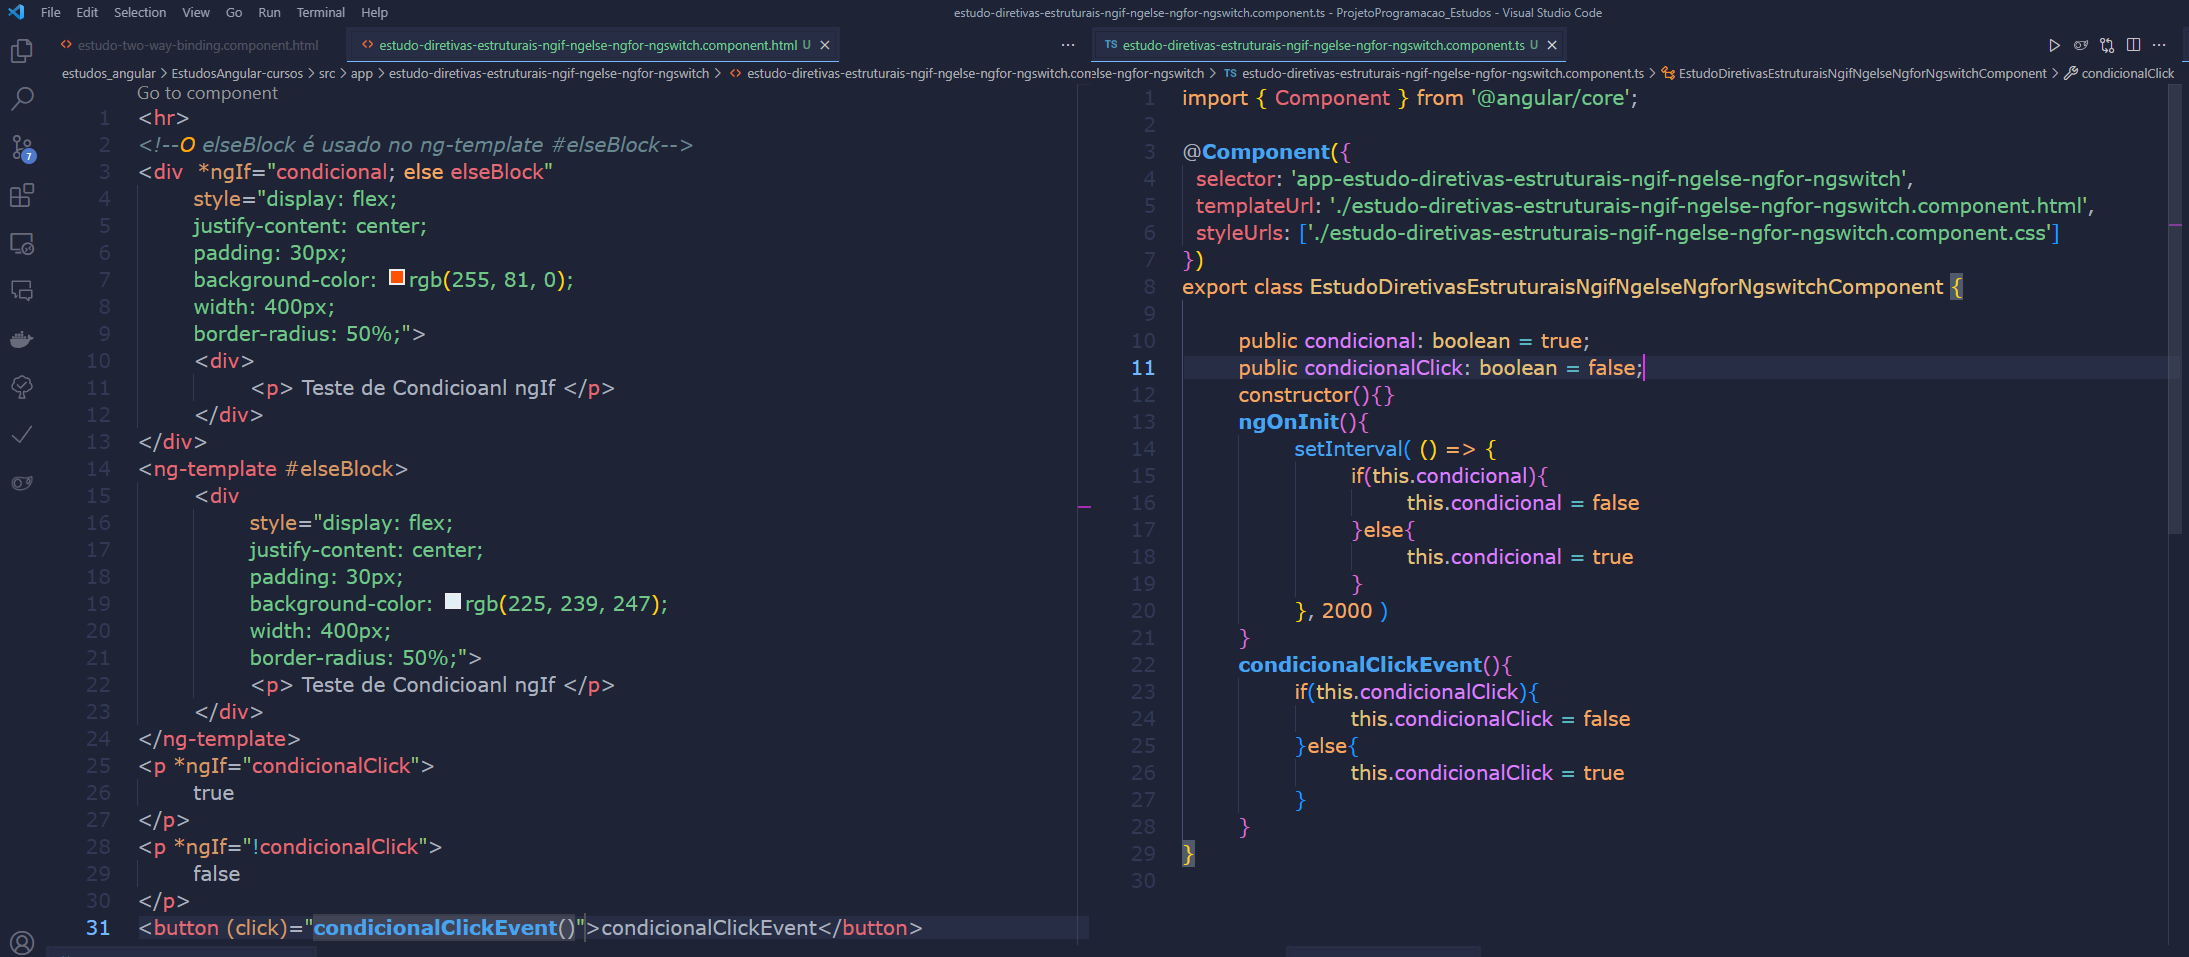 File Edit Selection View Go Run Terminal Help
estudo-diretivas-estruturais-ngif-ngelse-ngfor-ngswitch.component.ts - ProjetoProgramacao_Estudos - Visual Studio Code
estudo-two-way-binding.component.html
estudo-diretivas-estruturais-ngif-ngelse-ngfor-ngswitch.component.html U
estudos_angular > EstudosAngular-cursos > src > app > estudo-diretivas-estruturais-ngif-ngelse-ngfor-ngswitch > estudo-diretivas-estruturais-ngif-ngelse-ngfor-ngswitch.con
Go to component
1 <hr>
2 <!--O elseBlock é usado no ng-template #elseBlock-->
3 <div  *ngIf="condicional; else elseBlock"
4 style="display: flex;
5 justify-content: center;
6 padding: 30px;
7 background-color: rgb(255, 81, 0);
8 width: 400px;
9 border-radius: 50%;">
10 <div>
11 <p> Teste de Condicioanl ngIf </p>
12 </div>
13 </div>
14 <ng-template #elseBlock>
15 <div
16 style="display: flex;
17 justify-content: center;
18 padding: 30px;
19 background-color: rgb(225, 239, 247);
20 width: 400px;
21 border-radius: 50%;">
22 <p> Teste de Condicioanl ngIf </p>
23 </div>
24 </ng-template>
25 <p *ngIf="condicionalClick">
26 true
27 </p>
28 <p *ngIf="!condicionalClick">
29 false
30 </p>
31 <button (click)="condicionalClickEvent()">condicionalClickEvent</button>
7
TS estudo-diretivas-estruturais-ngif-ngelse-ngfor-ngswitch.component.ts U
else-ngfor-ngswitch > TS estudo-diretivas-estruturais-ngif-ngelse-ngfor-ngswitch.component.ts > EstudoDiretivasEstruturaisNgifNgelseNgforNgswitchComponent > condicionalClick
1 import { Component } from '@angular/core';
2
3 @Component({
4 selector: 'app-estudo-diretivas-estruturais-ngif-ngelse-ngfor-ngswitch',
5 templateUrl: './estudo-diretivas-estruturais-ngif-ngelse-ngfor-ngswitch.component.html',
6 styleUrls: ['./estudo-diretivas-estruturais-ngif-ngelse-ngfor-ngswitch.component.css']
7 })
8 export class EstudoDiretivasEstruturaisNgifNgelseNgforNgswitchComponent {
9
10 public condicional: boolean = true;
11 public condicionalClick: boolean = false;
12 constructor(){}
13 ngOnInit(){
14 setInterval( () => {
15 if(this.condicional){
16 this.condicional = false
17 }else{
18 this.condicional = true
19 }
20 }, 2000 )
21 }
22 condicionalClickEvent(){
23 if(this.condicionalClick){
24 this.condicionalClick = false
25 }else{
26 this.condicionalClick = true
27 }
28 }
29 }
30